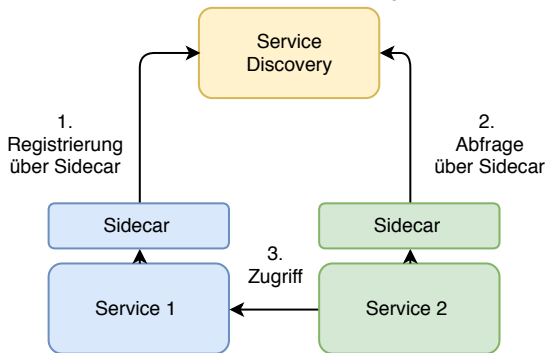 Service
Discovery
1.
Registrierung
über Sidecar
2.
Abfrage
über Sidecar
Sidecar
Sidecar
3.
Zugriff
Service 1
Service 2